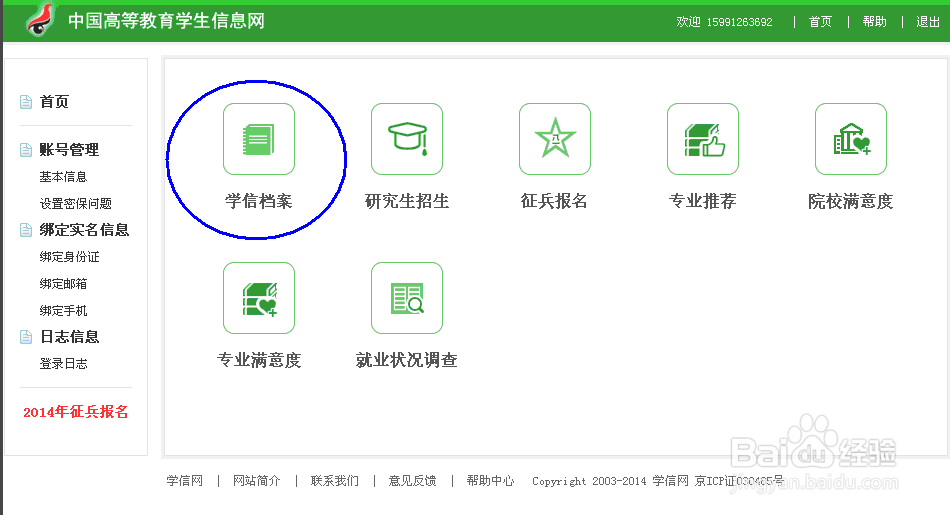 中国高等教育学生信息网
欢迎 15991263692 | 首页 | 帮助 | 退出
首页
账号管理
基本信息
设置密保问题
绑定实名信息
绑定身份证
绑定邮箱
绑定手机
日志信息
登录日志
2014年征兵报名
学信档案 研究生招生 征兵报名 专业推荐 院校满意度
专业满意度 就业状况调查
学信网 | 网站简介 | 联系我们 | 意见反馈 | 帮助中心 Copyright 2003-2014 学信网 京ICP证030485号
Baidu经验
jingyan.baidu.com